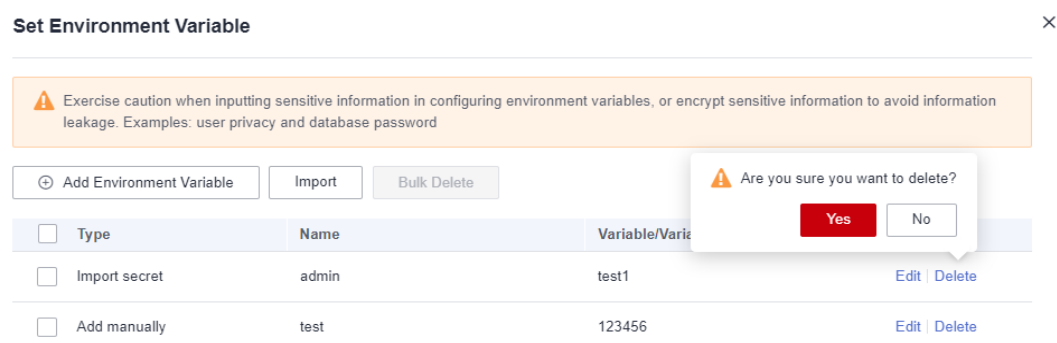 Set Environment Variable
Exercise caution when inputting sensitive information in configuring environment variables, or encrypt sensitive information to avoid information
leakage. Examples: user privacy and database password
Add Environment Variable Import Bulk Delete
Are you sure you want to delete?
Yes No
Type Name Variable/Varia
Import secret admin test1 Edit Delete
Add manually test 123456 Edit Delete